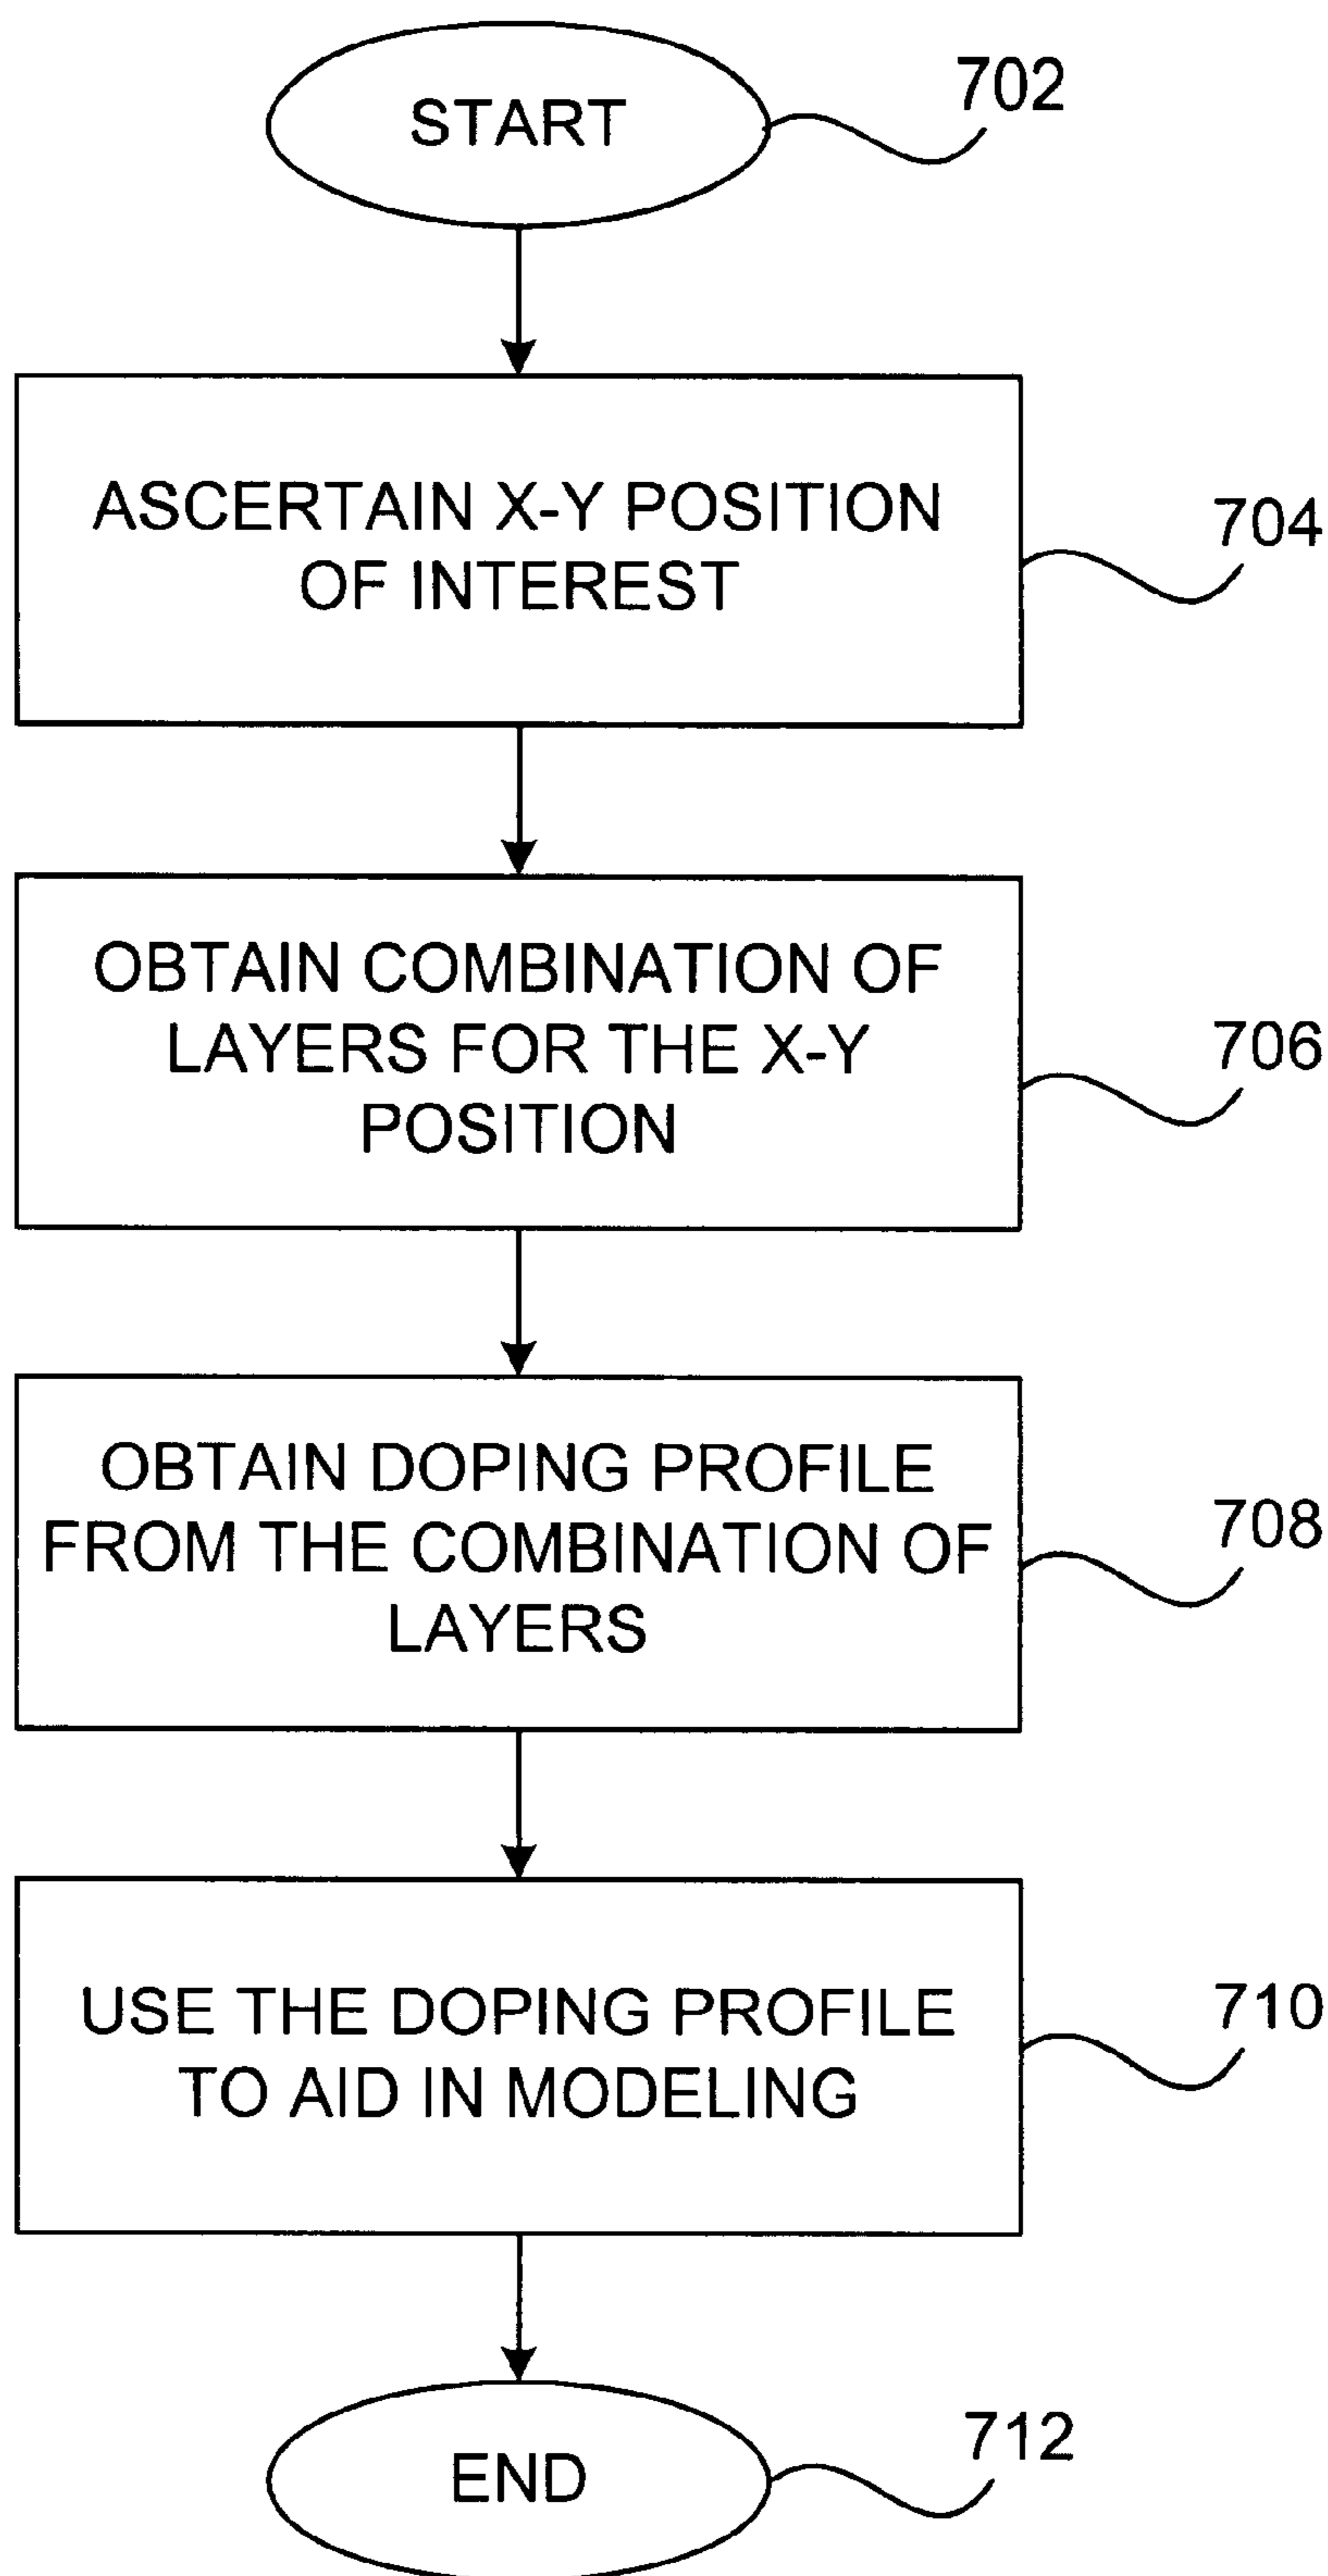 START
702
ASCERTAIN X-Y POSITION
OF INTEREST
704
OBTAIN COMBINATION OF
LAYERS FOR THE X-Y
POSITION
706
OBTAIN DOPING PROFILE
FROM THE COMBINATION OF
LAYERS
708
USE THE DOPING PROFILE
TO AID IN MODELING
710
END
712